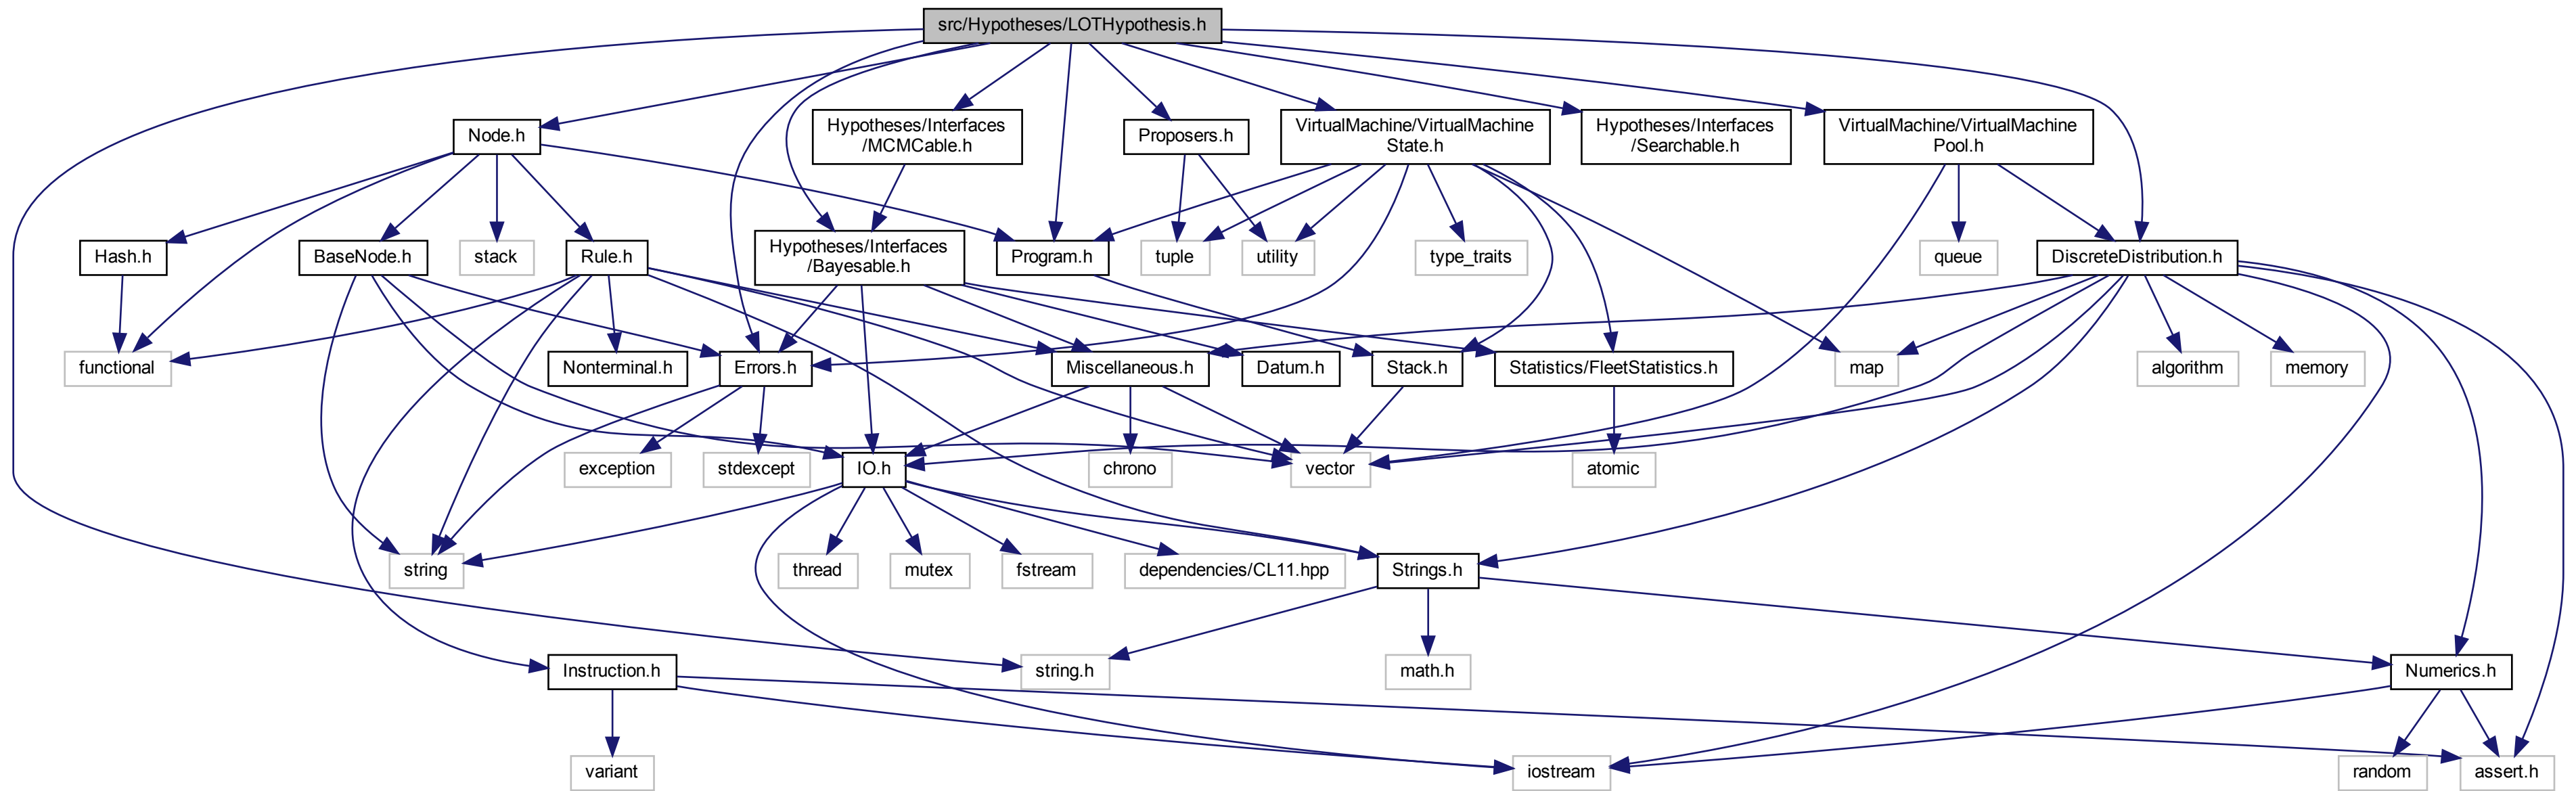 src/Hypotheses/LOTHypothesis.h
Node.h
Hypotheses/Interfaces
/MCMCable.h
Proposers.h
VirtualMachine/VirtualMachine
State.h
Hypotheses/Interfaces
/Searchable.h
VirtualMachine/VirtualMachine
Pool.h
Hash.h
BaseNode.h
stack
Rule.h
Hypotheses/Interfaces
/Bayesable.h
Program.h
tuple
utility
type_traits
queue
DiscreteDistribution.h
functional
Nonterminal.h
Errors.h
Miscellaneous.h
Datum.h
Stack.h
Statistics/FleetStatistics.h
map
algorithm
memory
exception
stdexcept
IO.h
chrono
vector
atomic
string
thread
mutex
fstream
dependencies/CL11.hpp
Strings.h
Instruction.h
string.h
math.h
Numerics.h
variant
iostream
random
assert.h